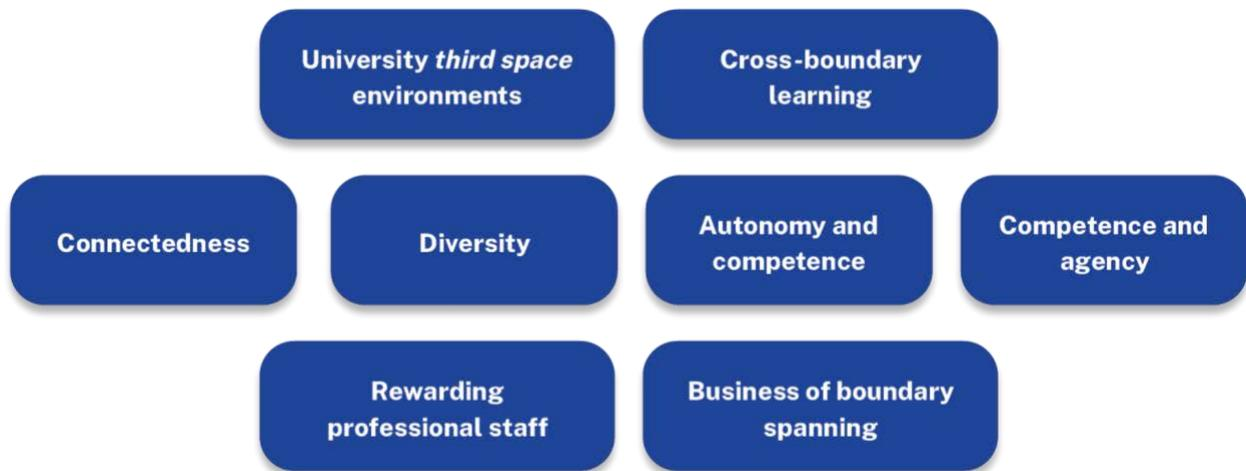 University third space
environments
Cross-boundary
learning
Connectedness
Diversity
Autonomy and
competence
Competence and
agency
Rewarding
professional staff
Business of boundary
spanning